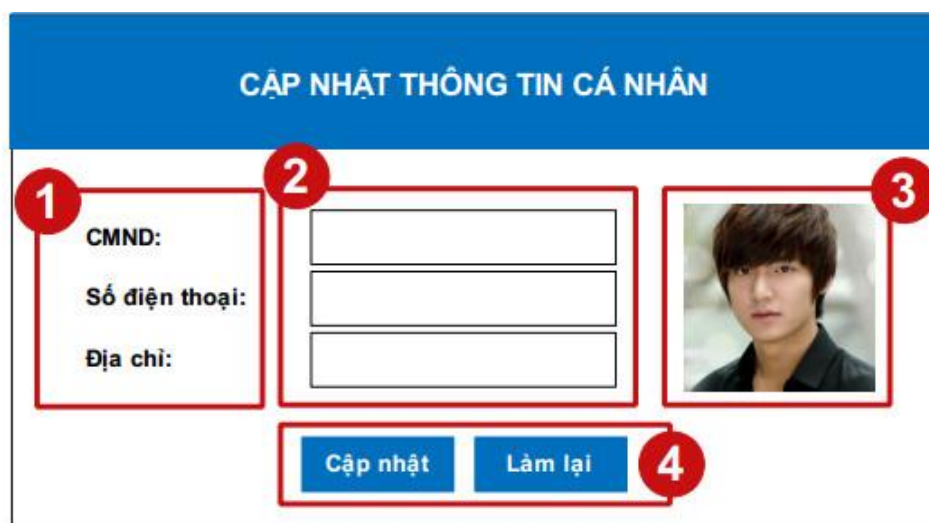 CẬP NHẬT THÔNG TIN CÁ NHÂN
1
2
3
CMND:
Số điện thoại:
Địa chỉ:
Cập nhật
Làm lại
4